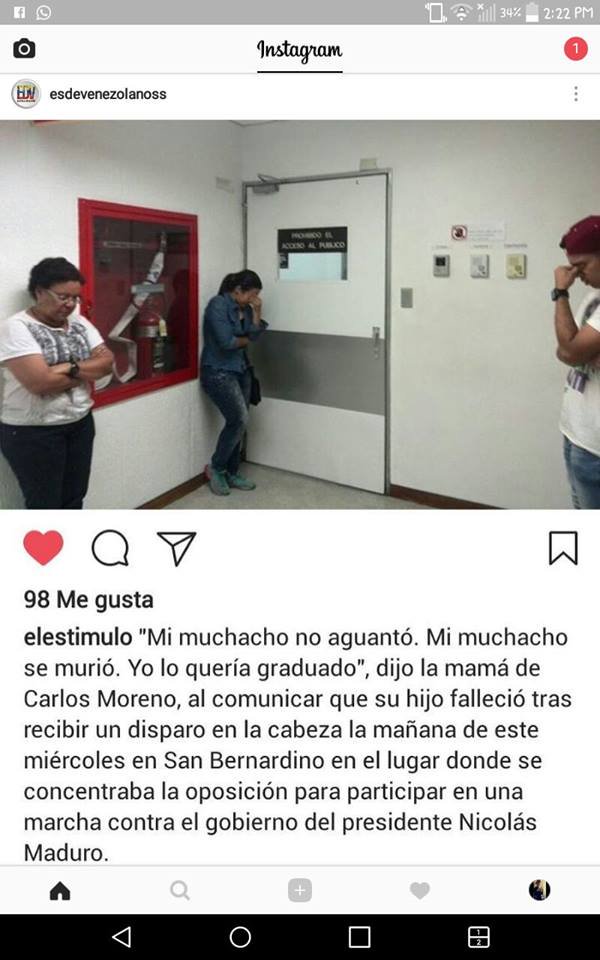 34% 2:22 PM
Instagram
1
EDV
esdevenezolanoss
PROHIBIDO EL
ACCESO AL PUBLICO
98 Me gusta
elestimulo "Mi muchacho no aguantó. Mi muchacho
se murió. Yo lo quería graduado", dijo la mamá de
Carlos Moreno, al comunicar que su hijo falleció tras
recibir un disparo en la cabeza la mañana de este
miércoles en San Bernardino en el lugar donde se
concentraba la oposición para participar en una
marcha contra el gobierno del presidente Nicolás
Maduro.
1
2